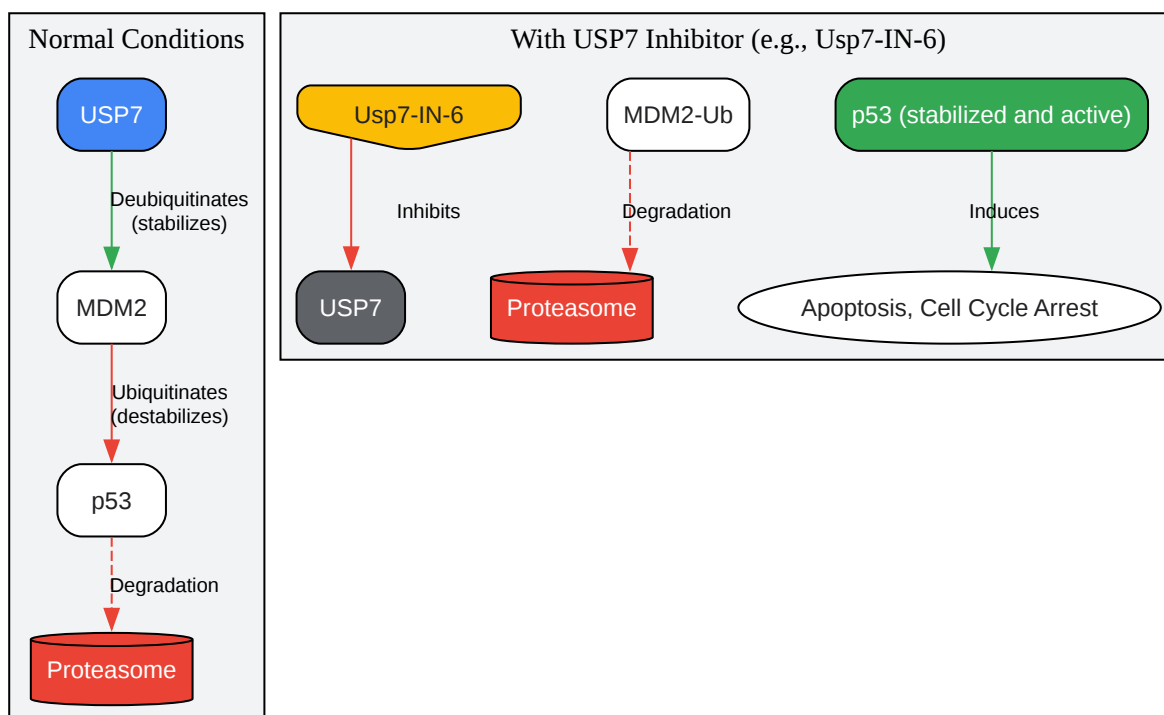 Normal Conditions
USP7
Deubiquitinates
(stabilizes)
MDM2
Ubiquitinates
(destabilizes)
p53
Degradation
Proteasome
With USP7 Inhibitor (e.g., Usp7-IN-6)
Usp7-IN-6
Inhibits
USP7
MDM2-Ub
Degradation
Proteasome
p53 (stabilized and active)
Induces
Apoptosis, Cell Cycle Arrest